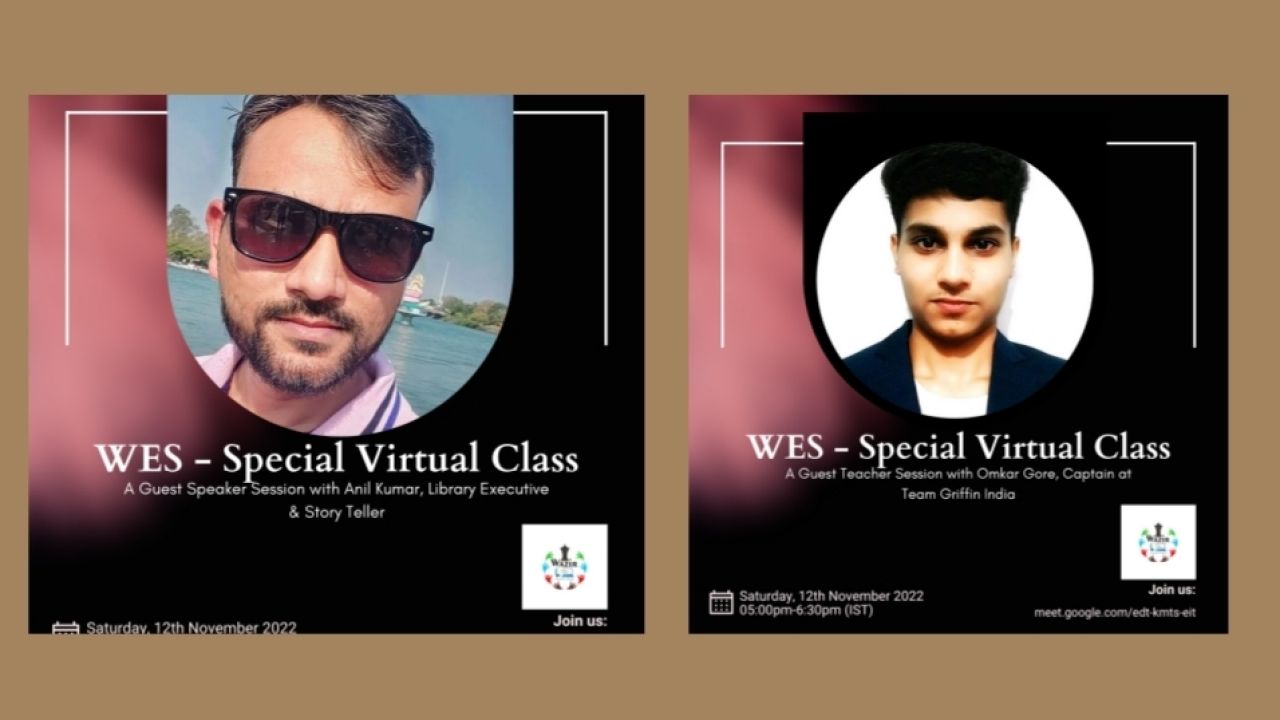 WES - Special Virtual Class
A Guest Speaker Session with Anil Kumar, Library Executive
& Story Teller
WAZIR
Join us:
Saturday, 12th November 2022
WES - Special Virtual Class
A Guest Teacher Session with Omkar Gore, Captain at
Team Griffin India
WAZIR
Join us:
Saturday, 12th November 2022
05:00pm-6:30pm (IST)
meet.google.com/edt-kmts-eit